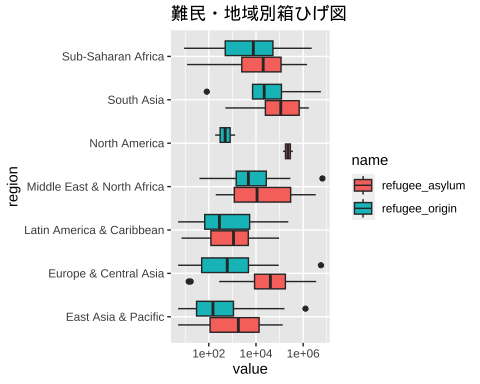 難民・地域別箱ひげ図
region
Sub-Saharan Africa
South Asia
North America
Middle East & North Africa
Latin America & Caribbean
Europe & Central Asia
East Asia & Pacific
1e+02 1e+04 1e+06
value
name
refugee_asylum
refugee_origin